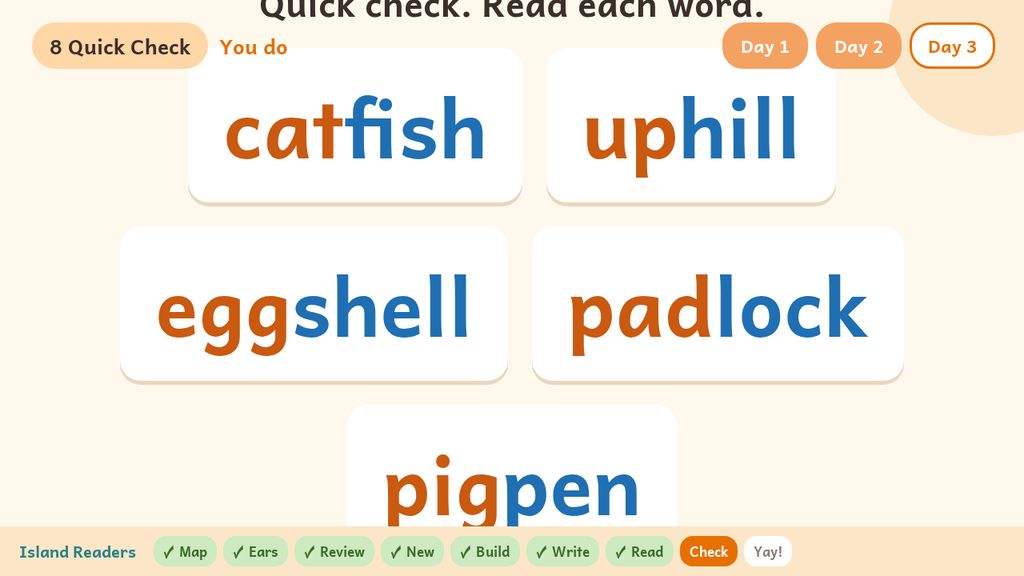 Quick check. Read each word.
8 Quick Check You do Day 1 Day 2 Day 3
catfish uphill
eggshell padlock
pigpen
Island Readers ✓ Map ✓ Ears ✓ Review ✓ New ✓ Build ✓ Write ✓ Read Check Yay!